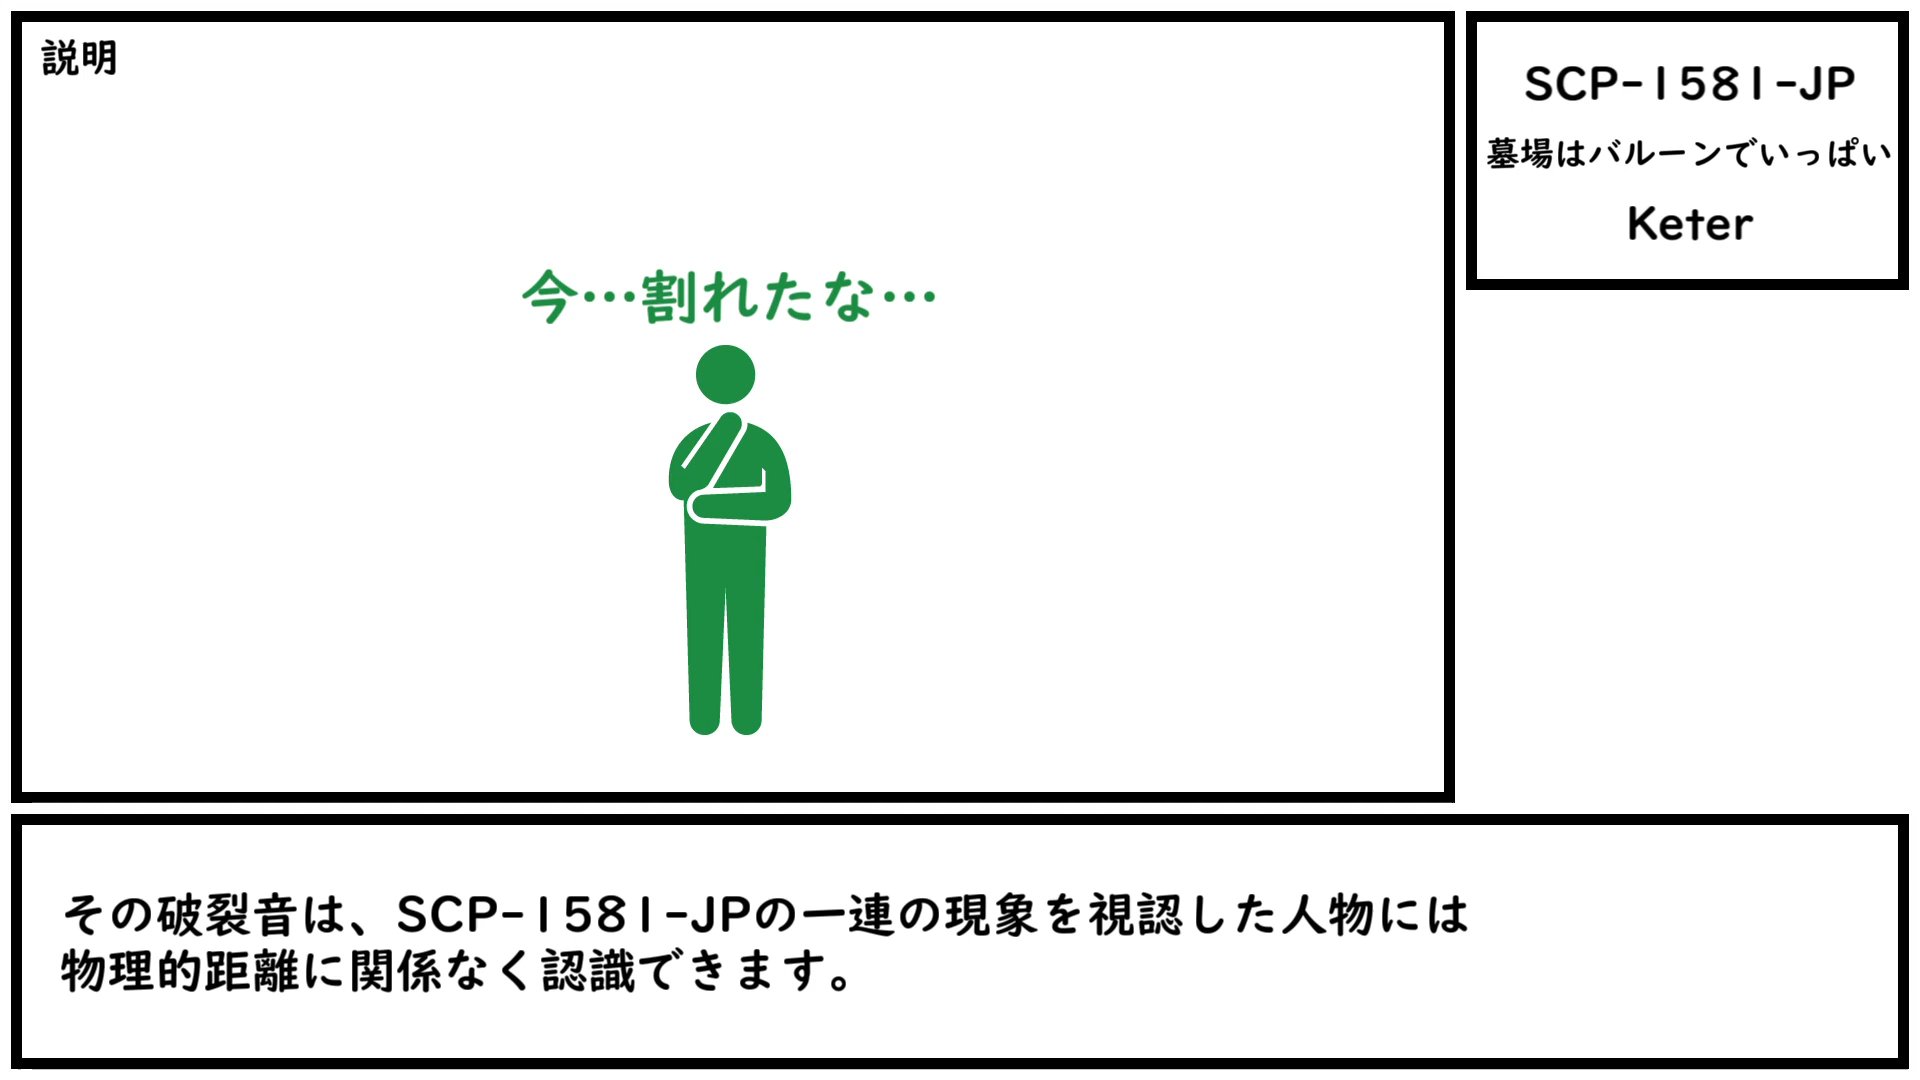 説明
今…割れたな…
SCP-1581-JP
墓場はバルーンでいっぱい
Keter
その破裂音は、SCP-1581-JPの一連の現象を視認した人物には
物理的距離に関係なく認識できます。